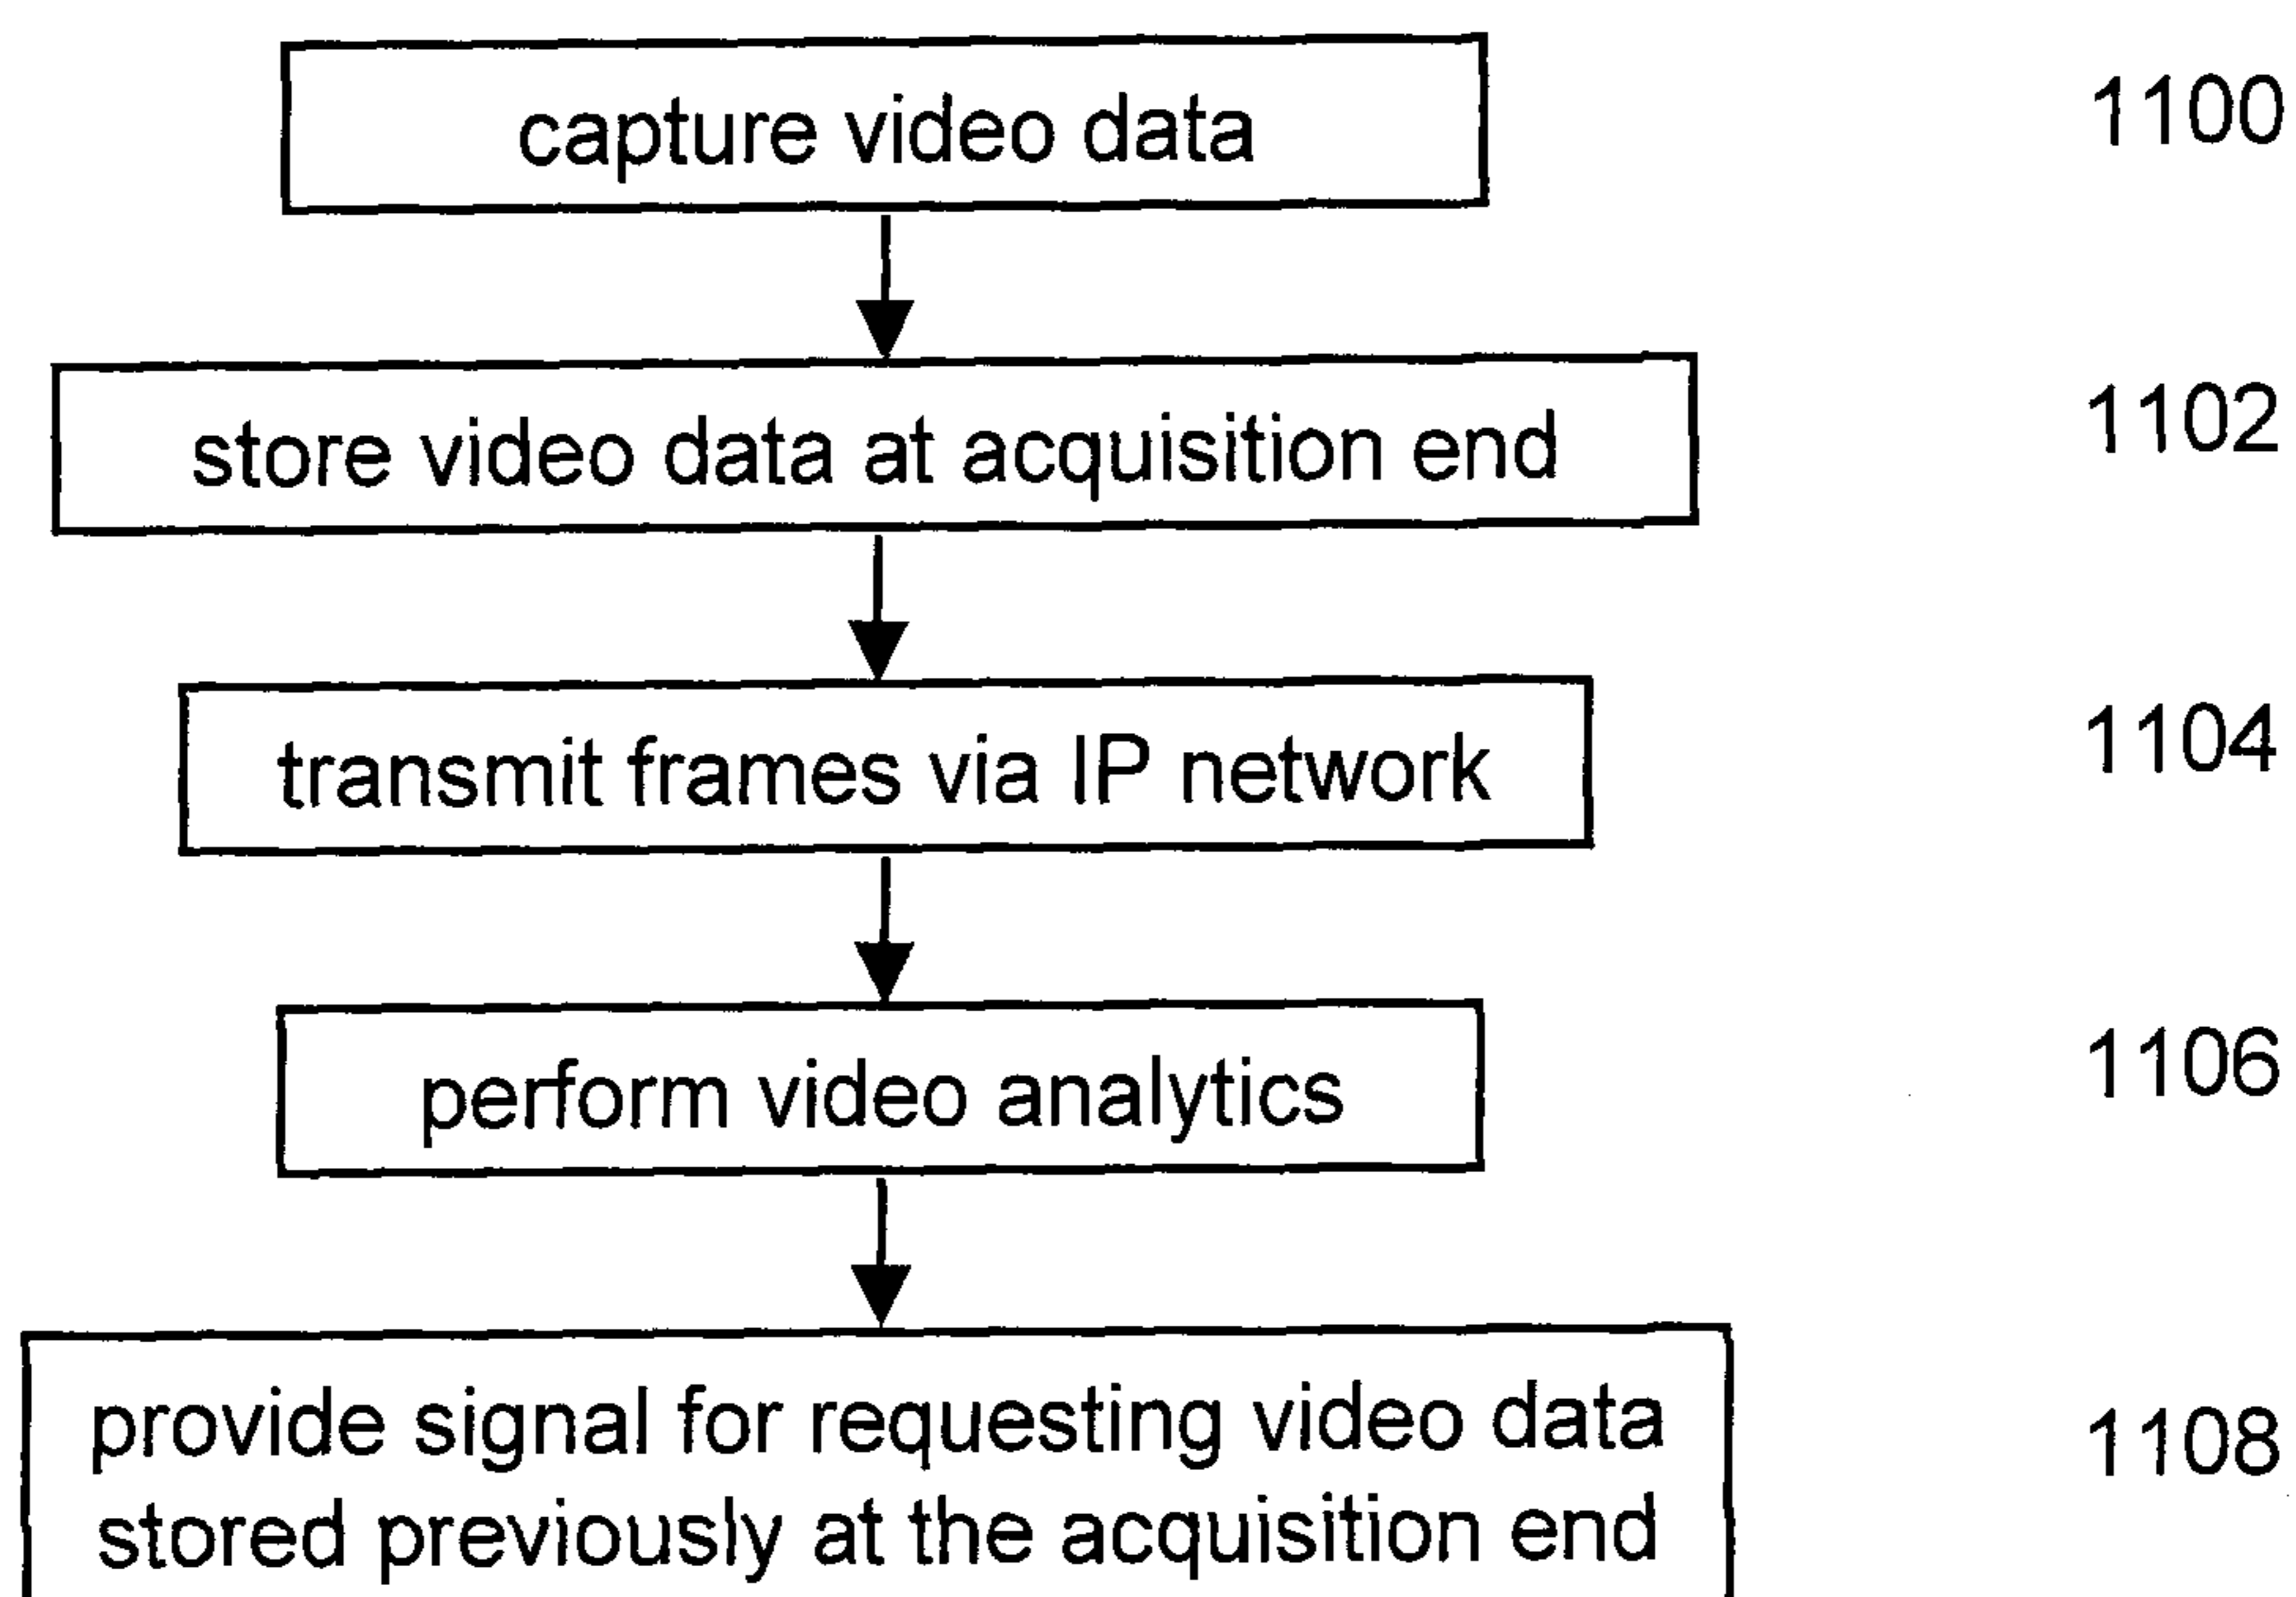 capture video data 1100
store video data at acquisition end 1102
transmit frames via IP network 1104
perform video analytics 1106
provide signal for requesting video data 1108
stored previously at the acquisition end